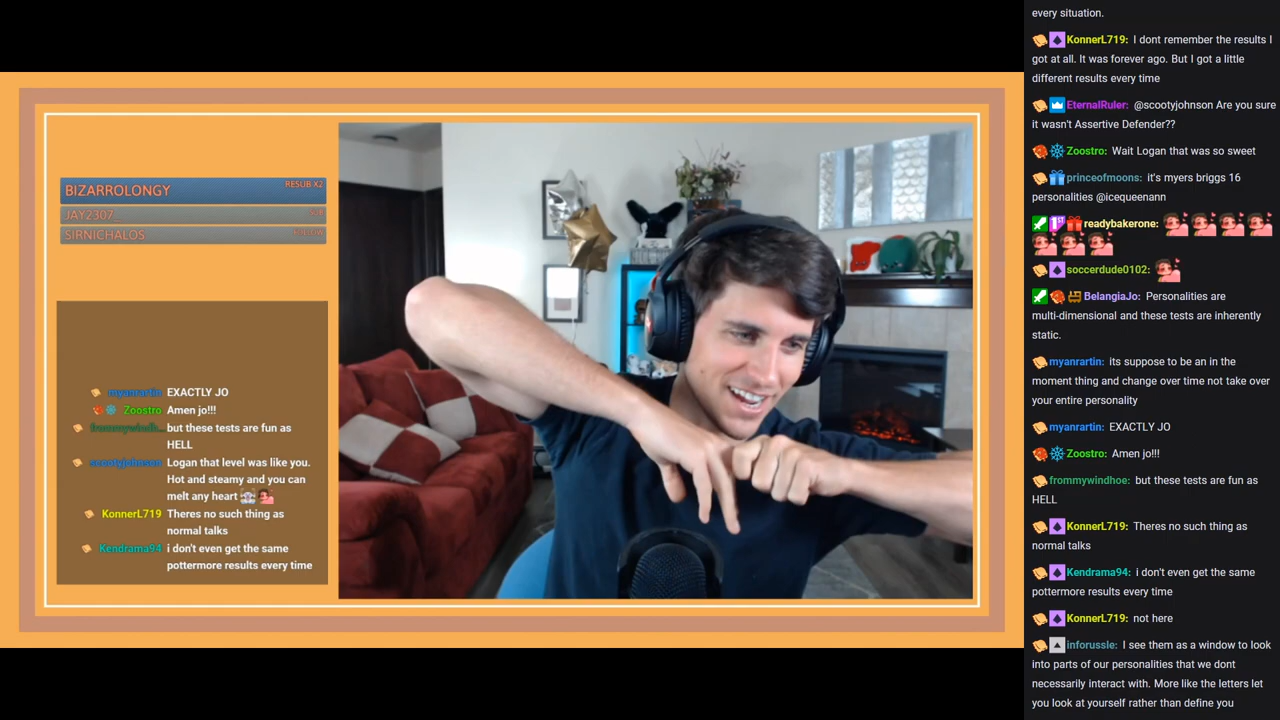 BIZARROLONGY
RESUB X2
JAY2307_
SUB
SIRNICHALOS
FOLLOW
myanrartin EXACTLY JO
Zoostro Amen jo!!!
frommywindh... but these tests are fun as
HELL
scootyjohnson Logan that level was like you.
Hot and steamy and you can
melt any heart
KonnerL719 Theres no such thing as
normal talks
Kendrama94 i don't even get the same
pottermore results every time
every situation.
KonnerL719: I dont remember the results I
got at all. It was forever ago. But I got a little
different results every time
EternalRuler: @scootyjohnson Are you sure
it wasn't Assertive Defender??
Zoostro: Wait Logan that was so sweet
princeofmoons: it's myers briggs 16
personalities @icequeenann
readybakerone:
soccerdude0102:
BelangiaJo: Personalities are
multi-dimensional and these tests are inherently
static.
myanrartin: its suppose to be an in the
moment thing and change over time not take over
your entire personality
myanrartin: EXACTLY JO
Zoostro: Amen jo!!!
frommywindhoe: but these tests are fun as
HELL
KonnerL719: Theres no such thing as
normal talks
Kendrama94: i don't even get the same
pottermore results every time
KonnerL719: not here
inforussle: I see them as a window to look
into parts of our personalities that we dont
necessarily interact with. More like the letters let
you look at yourself rather than define you